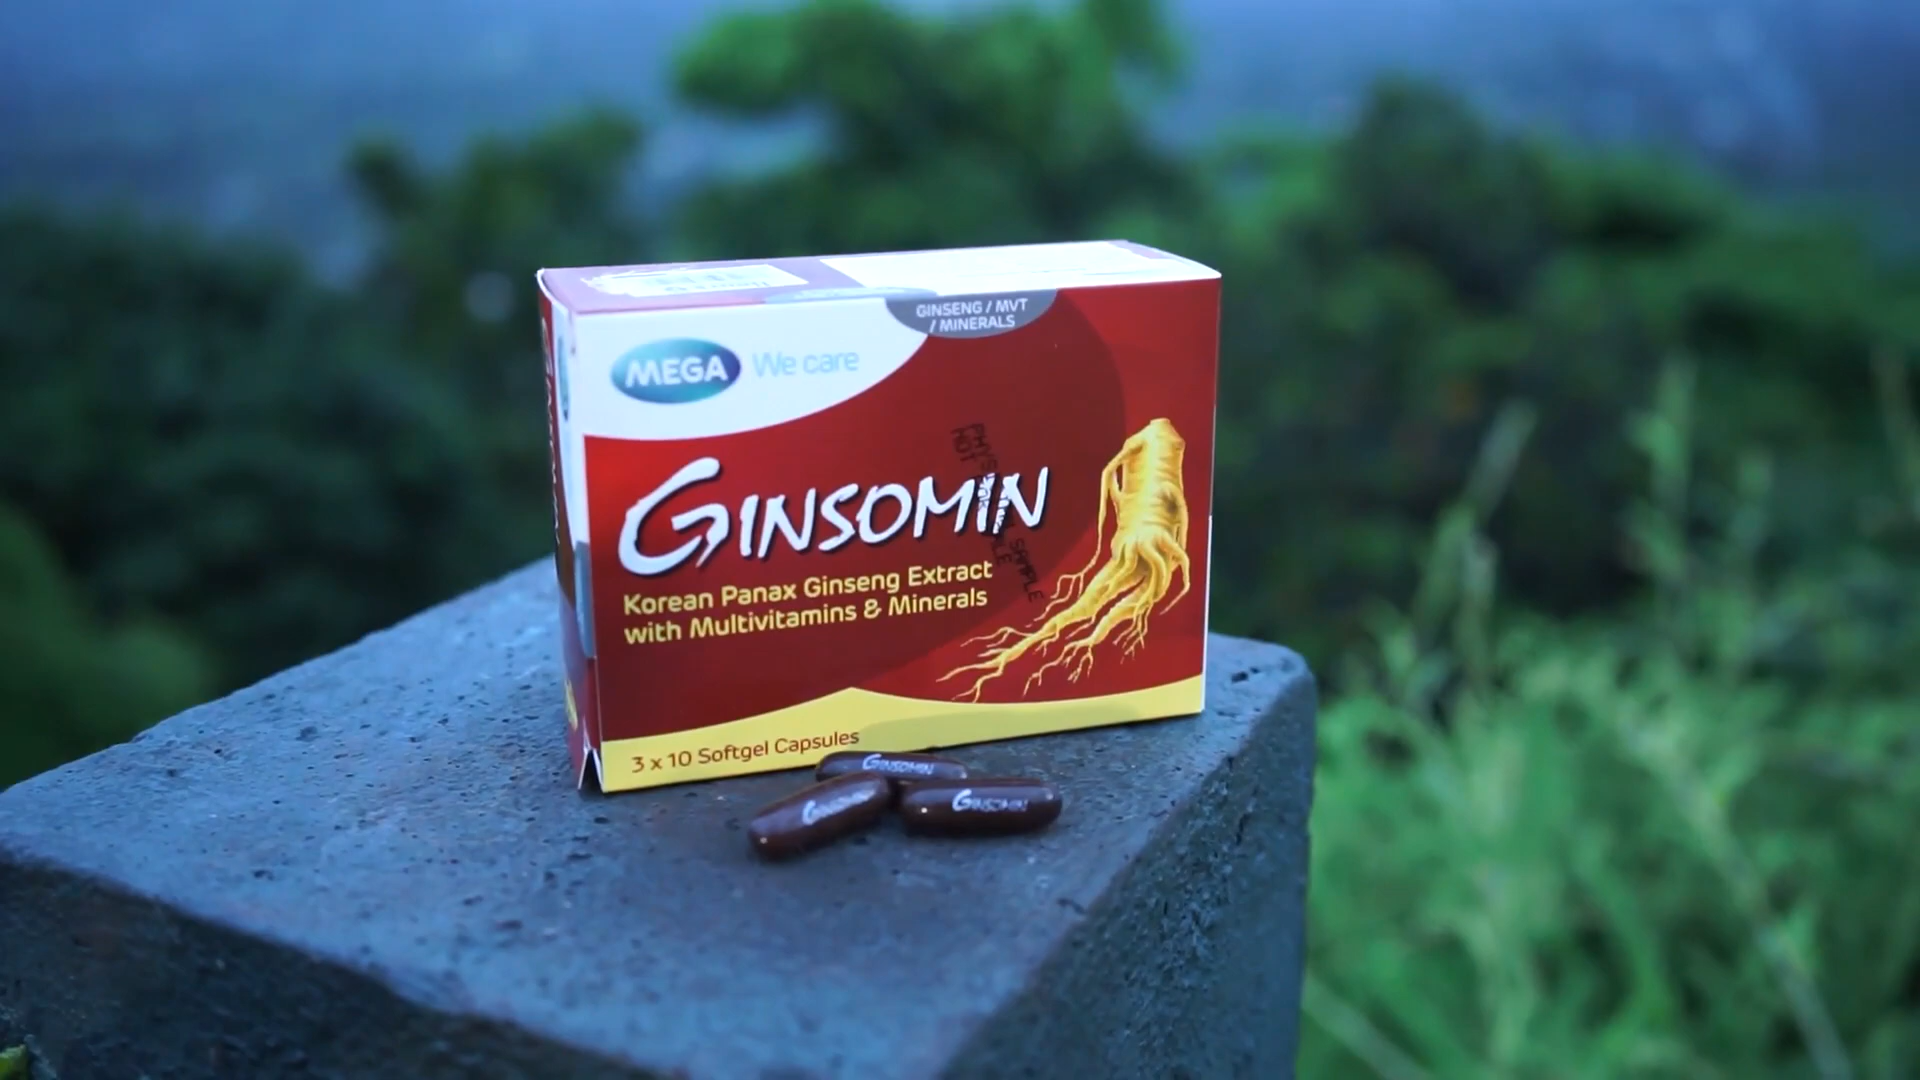 GINSENG / MVT
/ MINERALS
MEGA We care
GINSOMIN
Korean Panax Ginseng Extract
with Multivitamins & Minerals
SAMPLE
3 x 10 Softgel Capsules
GINSOMIN
GINSOMIN
GINSOMIN